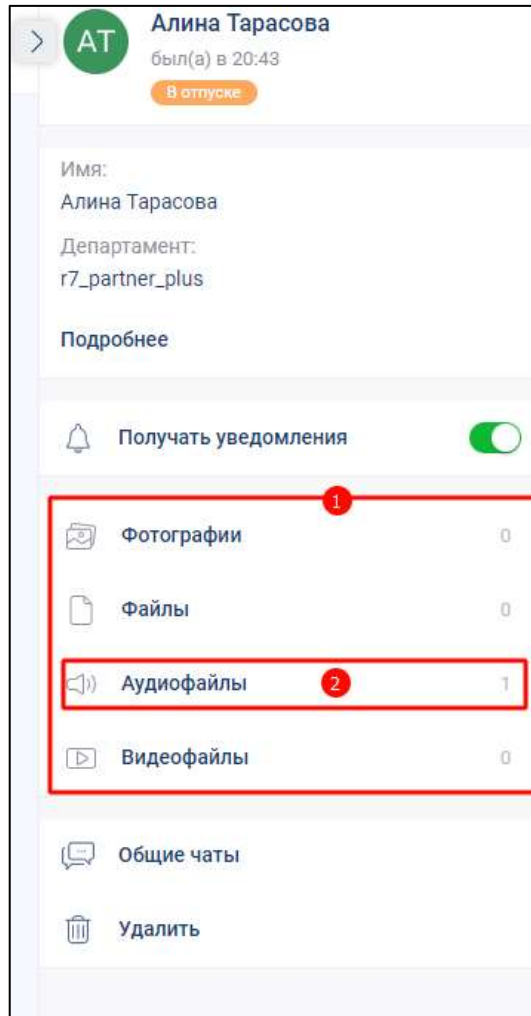 АТ
Алина Тарасова
был(а) в 20:43
В отпуске
Имя:
Алина Тарасова
Департамент:
r7_partner_plus
Подробнее
Получать уведомления
1
Фотографии 0
Файлы 0
Аудиофайлы 2 1
Видеофайлы 0
Общие чаты
Удалить